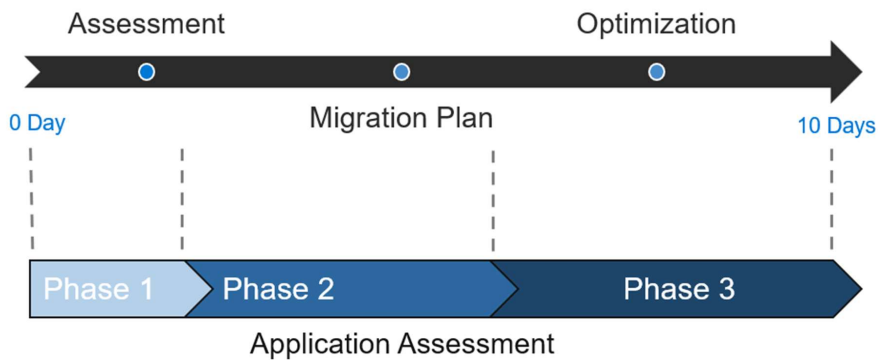 Assessment
Optimization
Migration Plan
0 Day
10 Days
Phase 1
Phase 2
Phase 3
Application Assessment